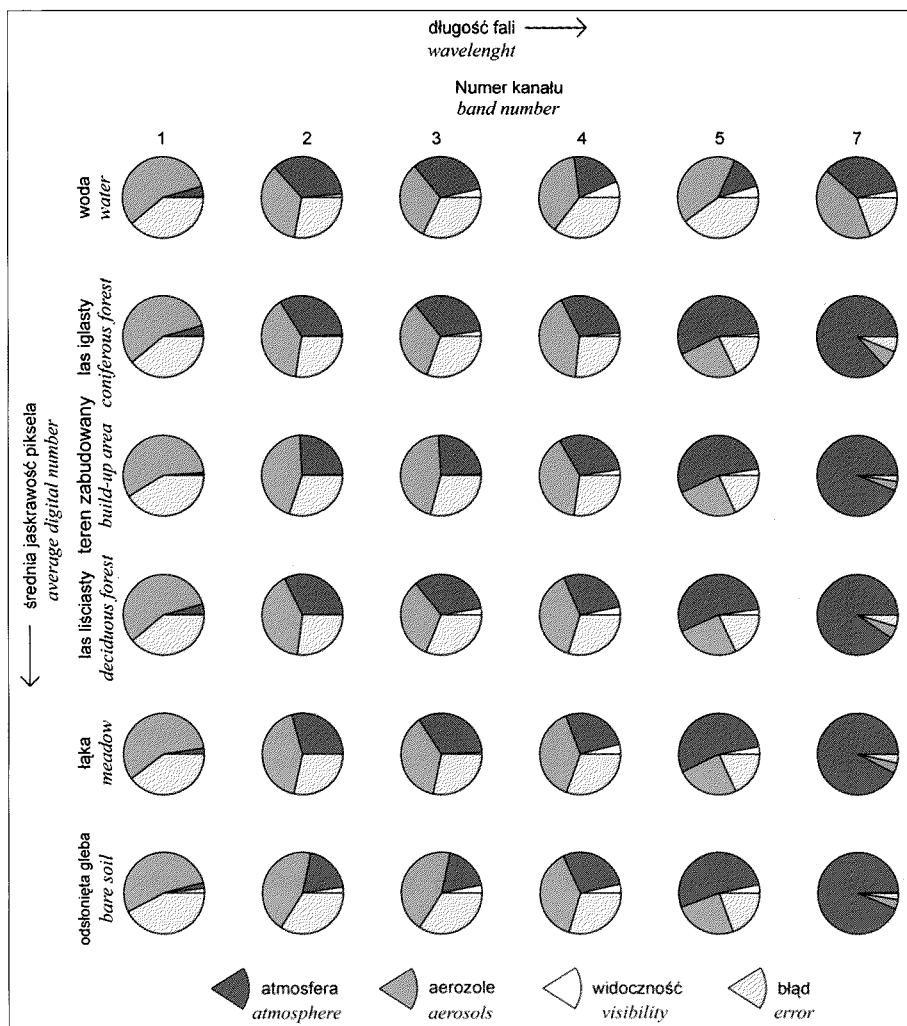 długość fali
wavelenght
Numer kanału
band number
1 2 3 4 5 7
woda
water
las iglasty
coniferous forest
teren zabudowany
build-up area
las liściasty
deciduous forest
łąka
meadow
odsłonięta gleba
bare soil
średnia jaskrawość piksela
average digital number
atmosfera
atmosphere
aerozole
aerosols
widoczność
visibility
błąd
error